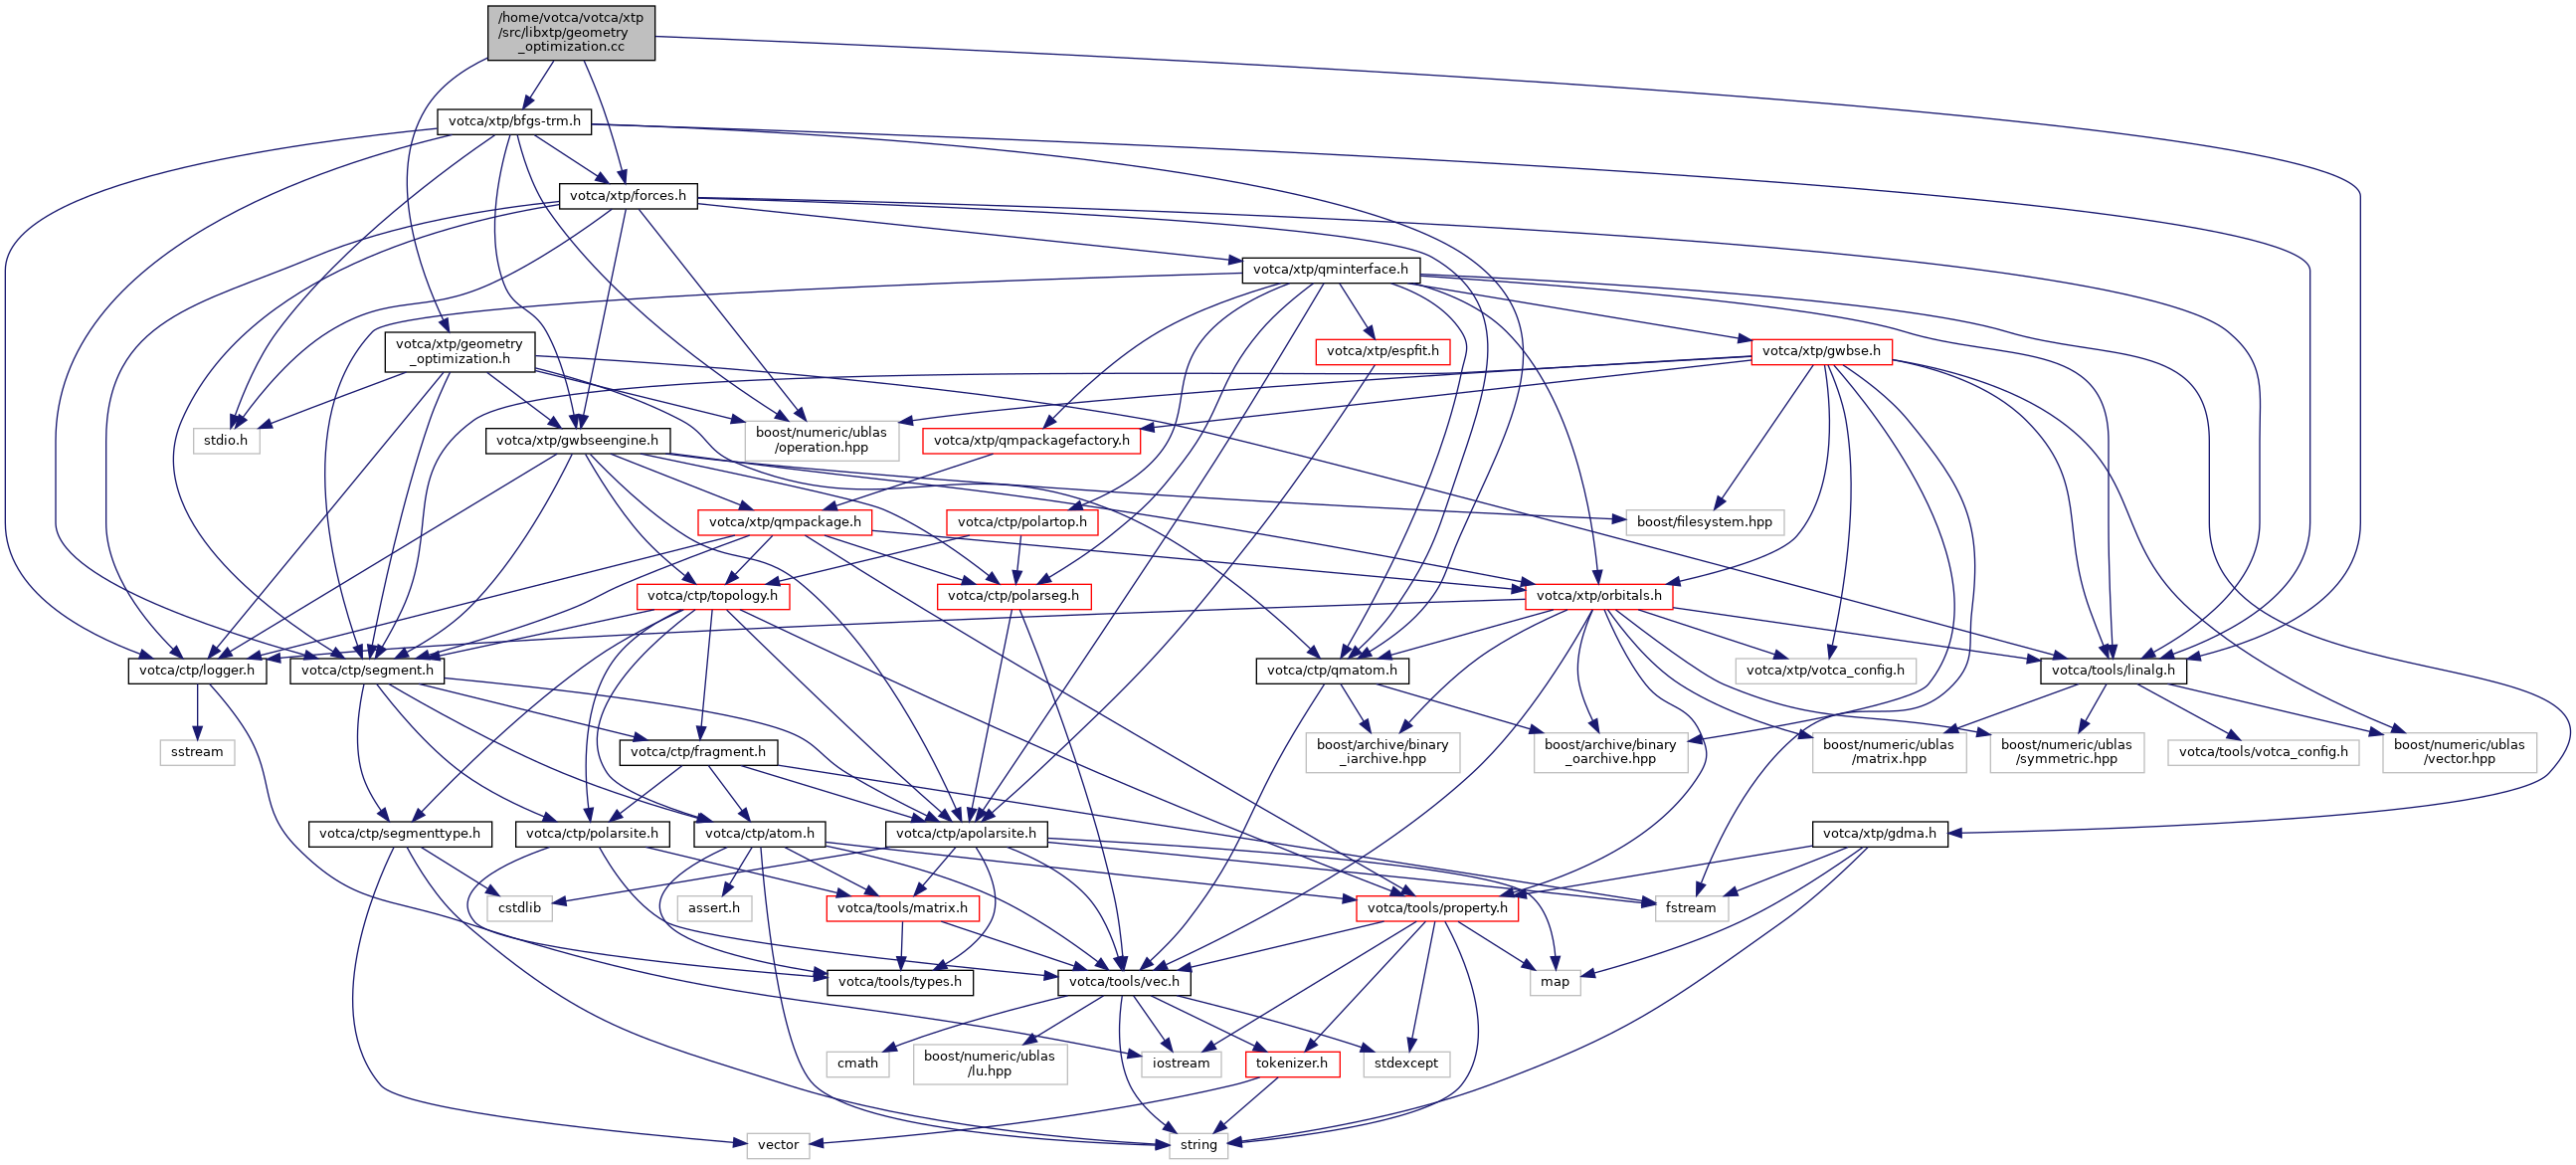 /home/votca/votca/xtp
/src/libxtp/geometry
_optimization.cc
votca/xtp/bfgs-trm.h
votca/xtp/forces.h
votca/xtp/qminterface.h
votca/xtp/geometry
_optimization.h
votca/xtp/espfit.h
votca/xtp/gwbse.h
stdio.h
votca/xtp/gwbseengine.h
boost/numeric/ublas
/operation.hpp
votca/xtp/qmpackagefactory.h
votca/xtp/qmpackage.h
votca/ctp/polartop.h
boost/filesystem.hpp
votca/ctp/topology.h
votca/ctp/polarseg.h
votca/xtp/orbitals.h
votca/ctp/logger.h
votca/ctp/segment.h
votca/ctp/qmatom.h
votca/xtp/votca_config.h
votca/tools/linalg.h
sstream
votca/ctp/fragment.h
boost/archive/binary
_iarchive.hpp
boost/archive/binary
_oarchive.hpp
boost/numeric/ublas
/matrix.hpp
boost/numeric/ublas
/symmetric.hpp
votca/tools/votca_config.h
boost/numeric/ublas
/vector.hpp
votca/ctp/segmenttype.h
votca/ctp/polarsite.h
votca/ctp/atom.h
votca/ctp/apolarsite.h
votca/xtp/gdma.h
cstdlib
assert.h
votca/tools/matrix.h
votca/tools/property.h
fstream
votca/tools/types.h
votca/tools/vec.h
map
cmath
boost/numeric/ublas
/lu.hpp
iostream
tokenizer.h
stdexcept
vector
string